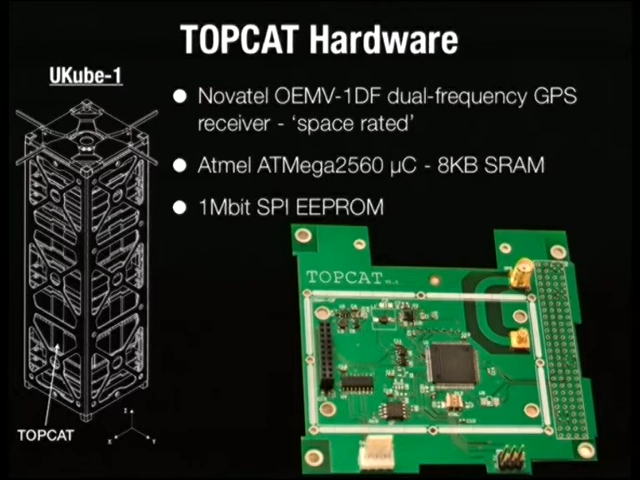 TOPCAT Hardware
UKube-1
● Novatel OEMV-1DF dual-frequency GPS
receiver - ‘space rated’
● Atmel ATMega2560 µC - 8KB SRAM
● 1Mbit SPI EEPROM
TOPCAT
TOPCAT
Z
X
Y